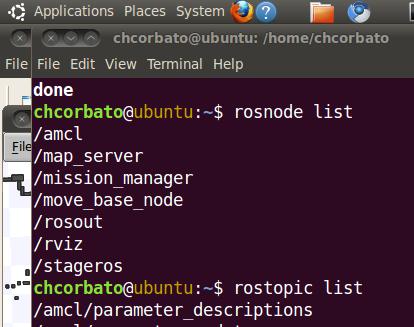 Applications Places System
chcorbato@ubuntu: /home/chcorbato
File File Edit View Terminal Help
done
chcorbato@ubuntu:~$ rosnode list
/amcl
/map_server
File
/mission_manager
/move_base_node
/rosout
/rviz
/stageros
chcorbato@ubuntu:~$ rostopic list
/amcl/parameter_descriptions